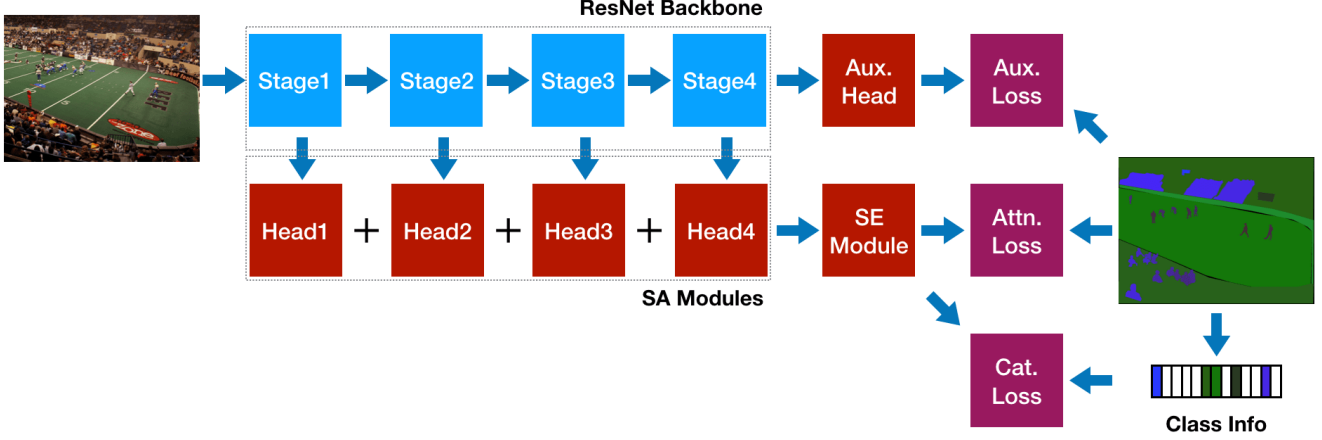 ResNet Backbone
Stage1
Stage2
Stage3
Stage4
Aux.
Head
Aux.
Loss
Head1
+
Head2
+
Head3
+
Head4
SE
Module
Attn.
Loss
SA Modules
Cat.
Loss
Class Info